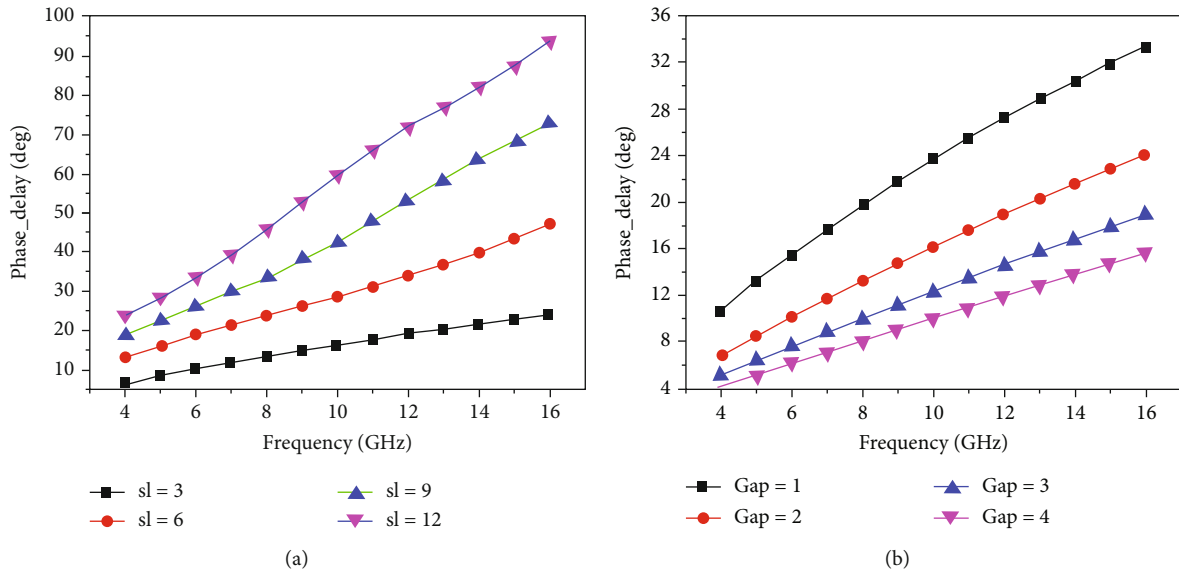 100
90
80
70
60
50
40
30
20
10
Phase_delay (deg)
4 6 8 10 12 14 16
Frequency (GHz)
sl = 3
sl = 6
sl = 9
sl = 12
(a)
36
32
28
24
20
16
12
8
4
Phase_delay (deg)
4 6 8 10 12 14 16
Frequency (GHz)
Gap = 1
Gap = 2
Gap = 3
Gap = 4
(b)